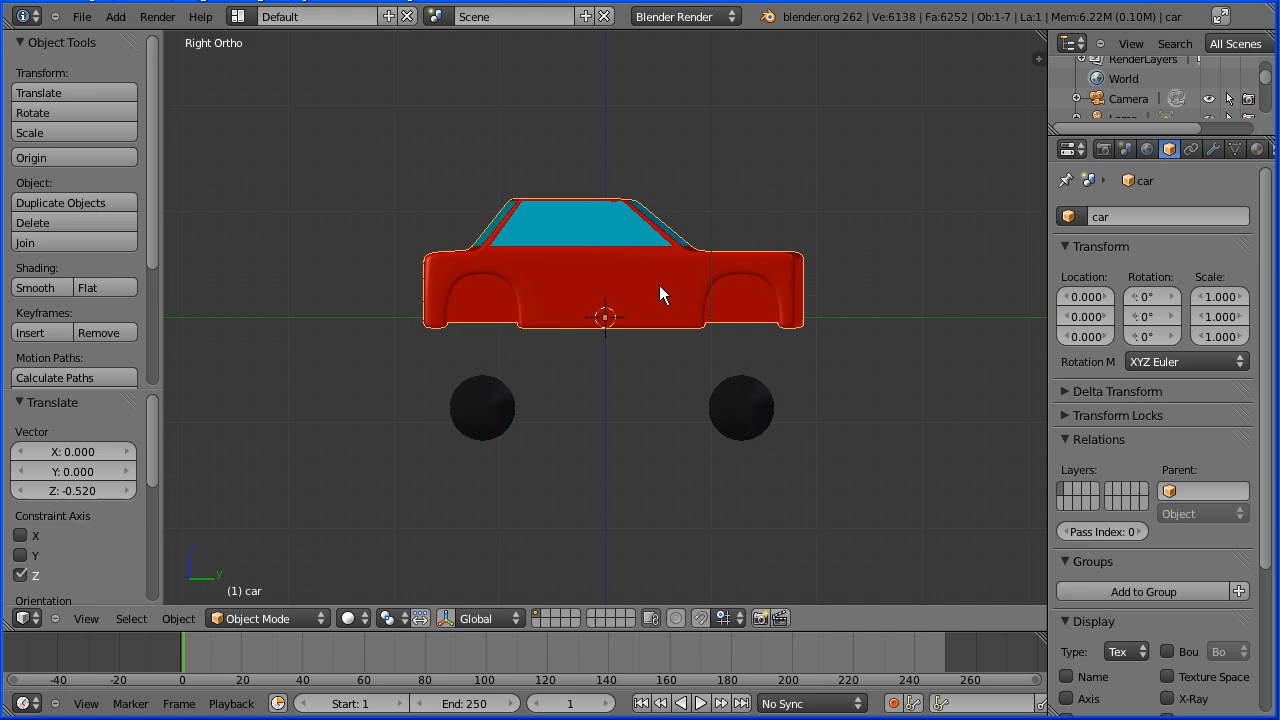 File Add Render Help Default Scene Blender Render blender.org 262 | Ve:6138 | Fa:6252 | Ob:1-7 | La:1 | Mem:6.22M (0.10M) | car
Object Tools
Transform:
Translate
Rotate
Scale
Origin
Object:
Duplicate Objects
Delete
Join
Shading:
Smooth Flat
Keyframes:
Insert Remove
Motion Paths:
Calculate Paths
Translate
Vector
X: 0.000
Y: 0.000
Z: -0.520
Constraint Axis
X
Y
Z
Orientation
Right Ortho
y
(1) car
View Select Object Object Mode Global
-40 -20 0 20 40 60 80 100 120 140 160 180 200 220 240 260
View Marker Frame Playback Start: 1 End: 250 1 No Sync
View Search All Scenes
RenderLayers
World
Camera
car
car
Transform
Location: Rotation: Scale:
0.000 : 0° 1.000
0.000 : 0° 1.000
0.000 : 0° 1.000
Rotation M XYZ Euler
Delta Transform
Transform Locks
Relations
Layers: Parent:
Object
Pass Index: 0
Groups
Add to Group
Display
Type: Tex Bou Bo
Name Texture Space
Axis X-Ray